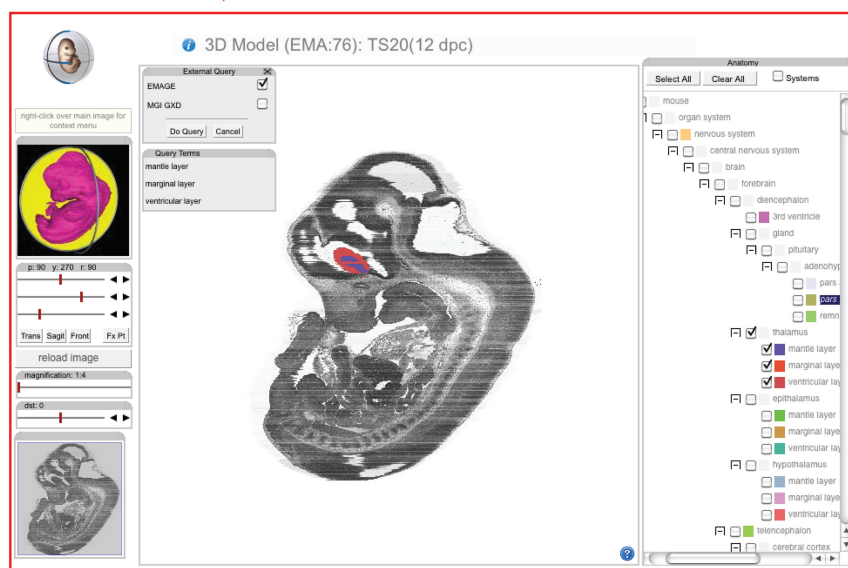 3D Model (EMA:76): TS20(12 dpc)
right-click over main image for
context menu
p: 90 y: 270 r: 90
Trans Sagit Front Fx Pt
reload image
magnification: 1:4
dst: 0
External Query
EMAGE
MGI GXD
Do Query Cancel
Query Terms
mantle layer
marginal layer
ventricular layer
Anatomy
Select All Clear All Systems
mouse
organ system
nervous system
central nervous system
brain
forebrain
diencephalon
3rd ventricle
gland
pituitary
adenohyp
pars
pars
remn
thalamus
mantle layer
marginal laye
ventricular lay
epithalamus
mantle layer
marginal laye
ventricular lay
hypothalamus
mantle layer
marginal laye
ventricular lay
telencephalon
cerebral cortex